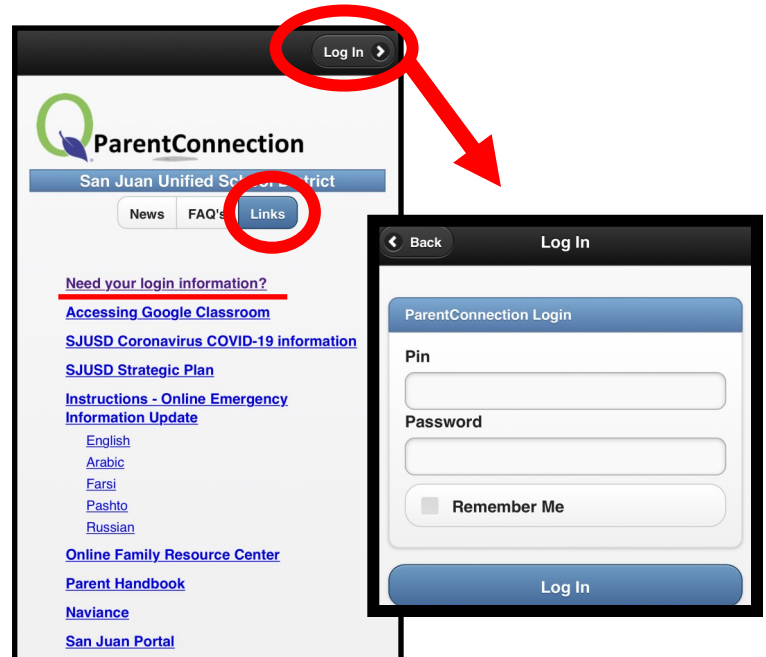 Log In
Q
ParentConnection
San Juan Unified School District
News FAQ's Links
Need your login information?
Accessing Google Classroom
SJUSD Coronavirus COVID-19 information
SJUSD Strategic Plan
Instructions - Online Emergency
Information Update
English
Arabic
Farsi
Pashto
Russian
Online Family Resource Center
Parent Handbook
Naviance
San Juan Portal
Back Log In
ParentConnection Login
Pin
Password
Remember Me
Log In